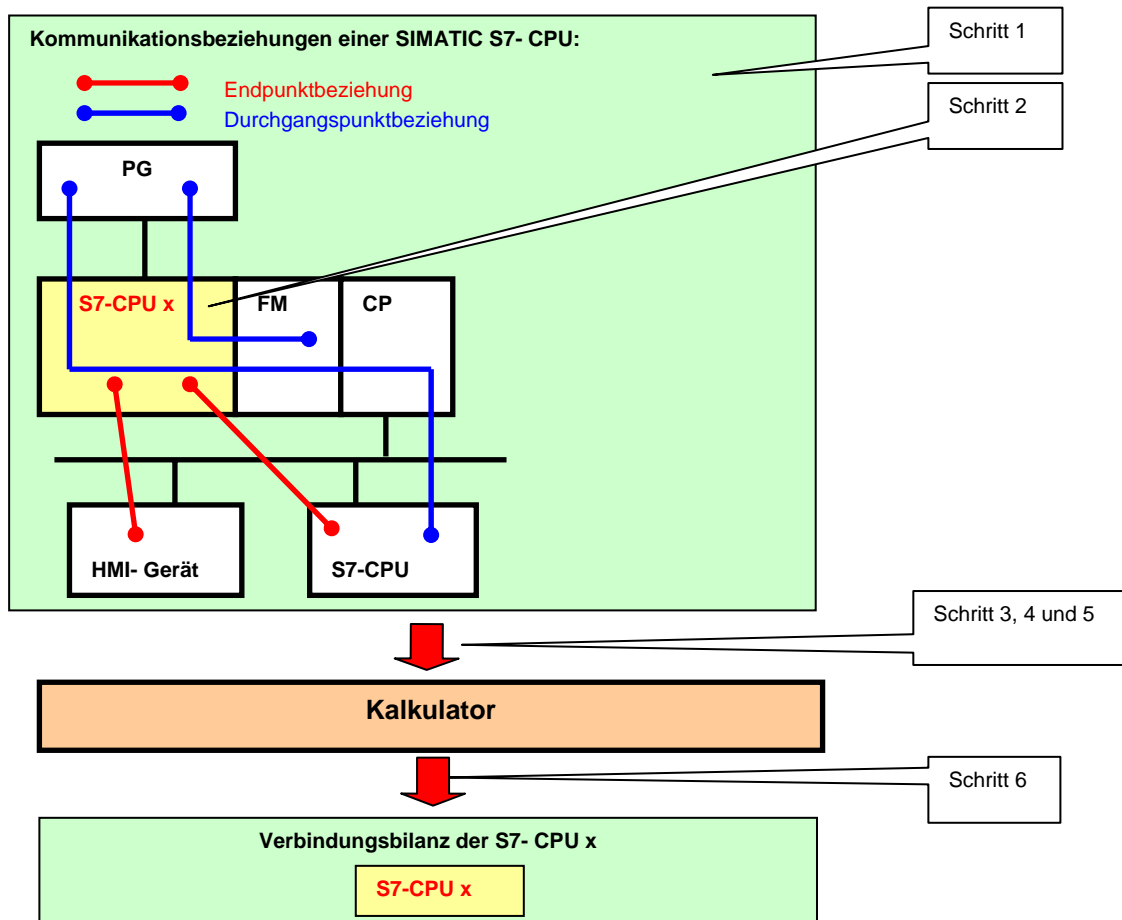 Kommunikationsbeziehungen einer SIMATIC S7- CPU:
Schritt 1
Endpunktbeziehung
Schritt 2
Durchgangspunktbeziehung
PG
S7-CPU x
FM
CP
HMI- Gerät
S7-CPU
Schritt 3, 4 und 5
Kalkulator
Schritt 6
Verbindungsbilanz der S7- CPU x
S7-CPU x